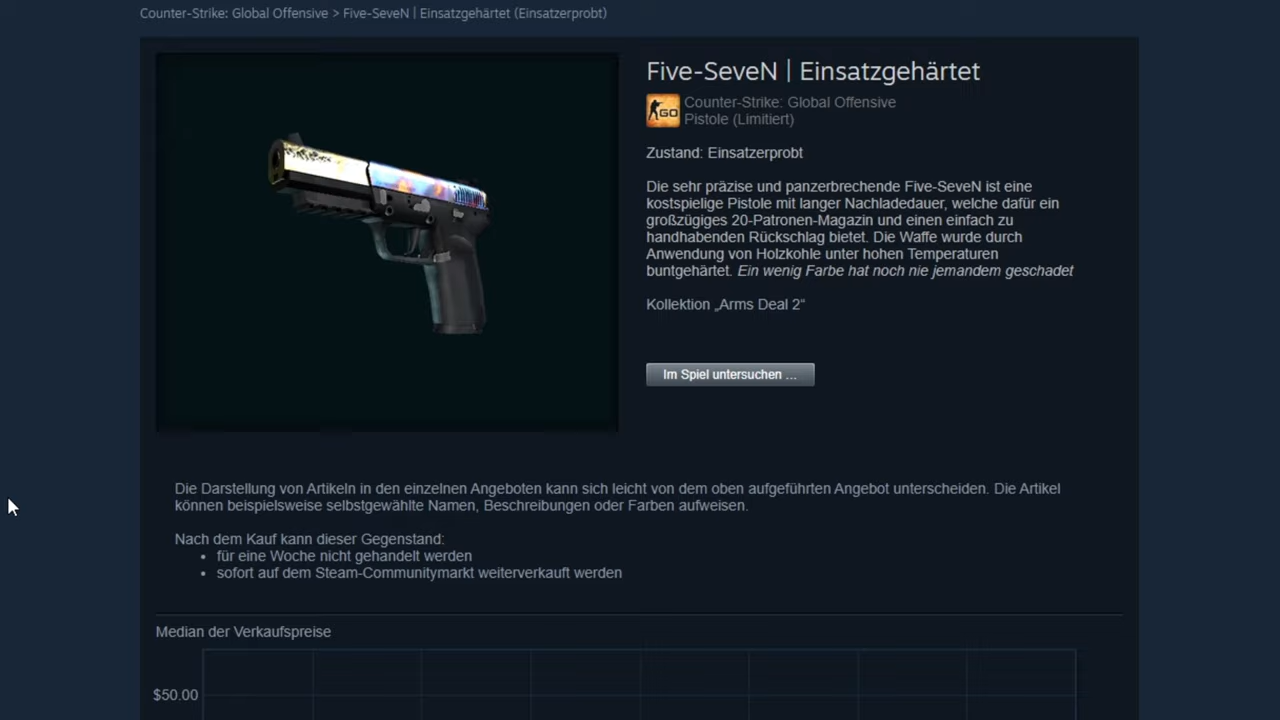 Counter-Strike: Global Offensive > Five-SeveN | Einsatzgehärtet (Einsatzerprobt)
Five-SeveN | Einsatzgehärtet
GO
Counter-Strike: Global Offensive
Pistole (Limitiert)
Zustand: Einsatzerprobt
Die sehr präzise und panzerbrechende Five-SeveN ist eine
kostspielige Pistole mit langer Nachladedauer, welche dafür ein
großzügiges 20-Patronen-Magazin und einen einfach zu
handhabenden Rückschlag bietet. Die Waffe wurde durch
Anwendung von Holzkohle unter hohen Temperaturen
buntgehärtet. Ein wenig Farbe hat noch nie jemandem geschadet
Kollektion „Arms Deal 2“
Im Spiel untersuchen ...
Die Darstellung von Artikeln in den einzelnen Angeboten kann sich leicht von dem oben aufgeführten Angebot unterscheiden. Die Artikel
können beispielsweise selbstgewählte Namen, Beschreibungen oder Farben aufweisen.
Nach dem Kauf kann dieser Gegenstand:
• für eine Woche nicht gehandelt werden
• sofort auf dem Steam-Communitymarkt weiterverkauft werden
Median der Verkaufspreise
$50.00